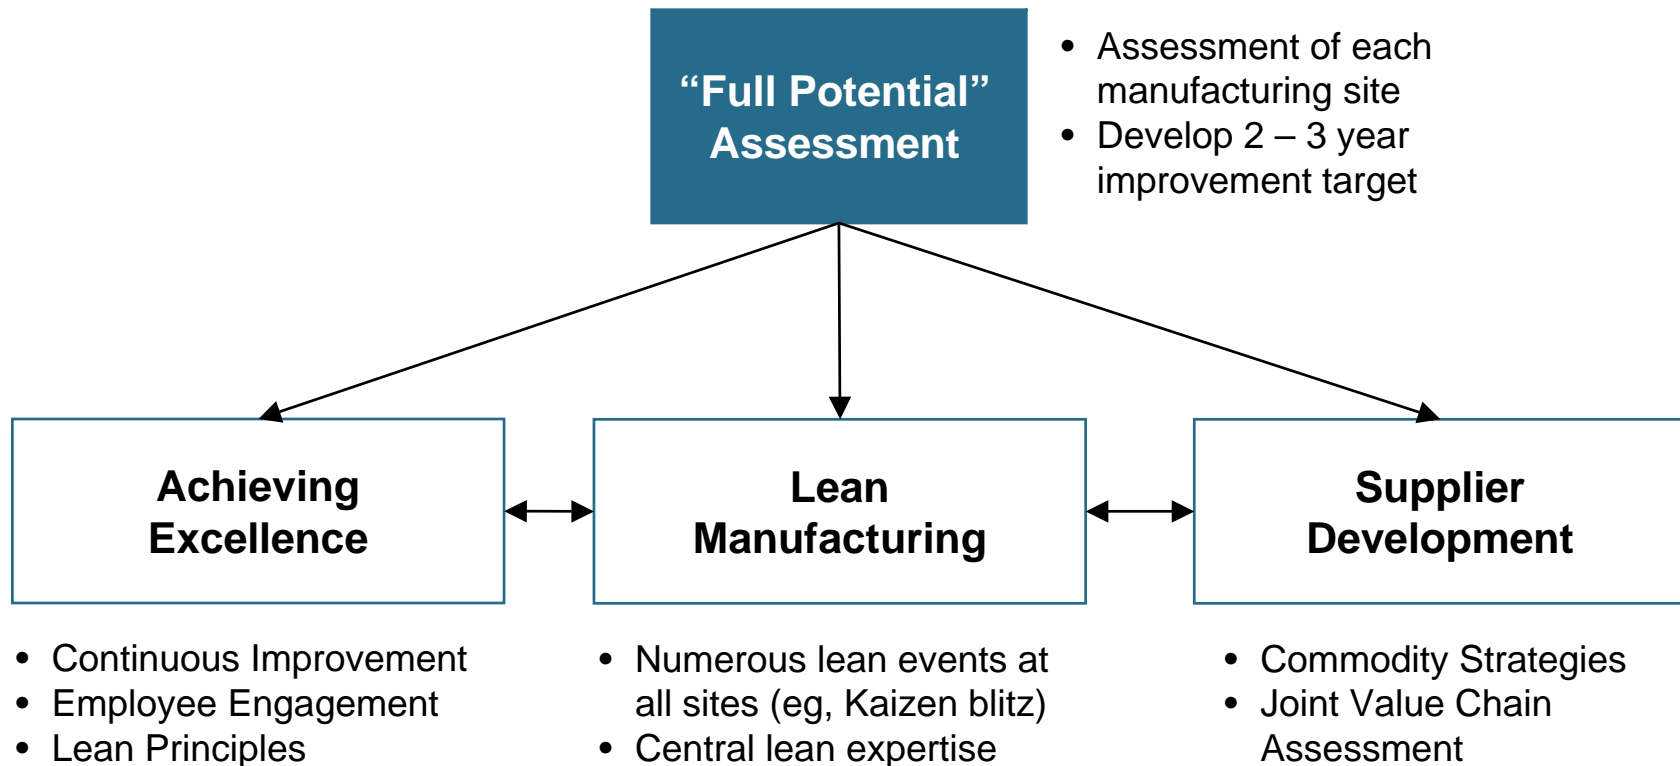 “Full Potential”
Assessment
• Assessment of each
manufacturing site
• Develop 2 – 3 year
improvement target
Achieving
Excellence
Lean
Manufacturing
Supplier
Development
• Continuous Improvement
• Employee Engagement
• Lean Principles
• Numerous lean events at
all sites (eg, Kaizen blitz)
• Central lean expertise
• Commodity Strategies
• Joint Value Chain
Assessment